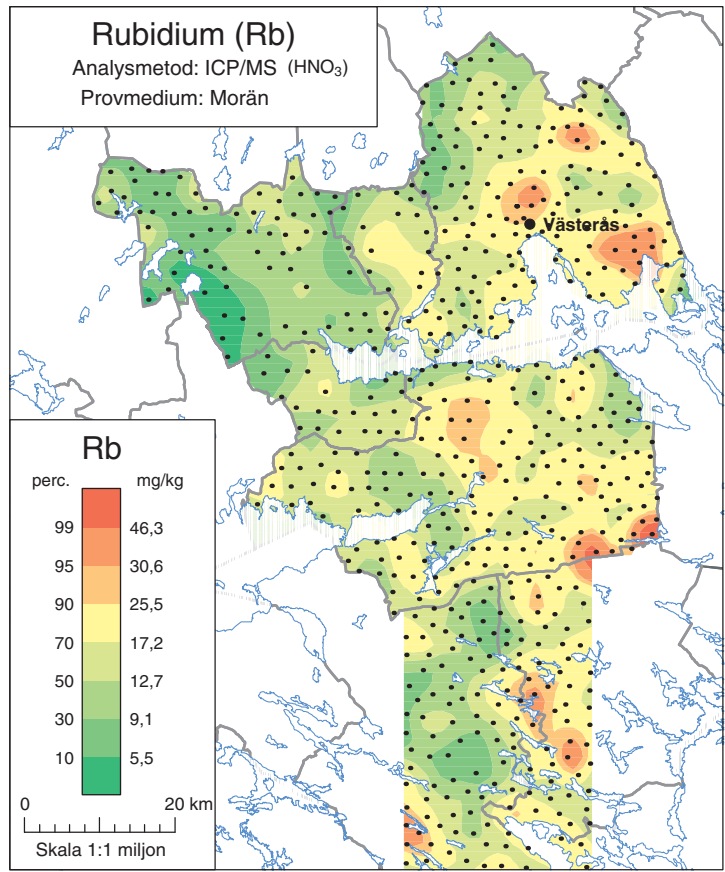 Rubidium (Rb)
Analysmetod: ICP/MS (HNO₃)
Provmedium: Morän
Västerås
Rb
perc. mg/kg
99 46,3
95 30,6
90 25,5
70 17,2
50 12,7
30 9,1
10 5,5
0 20 km
Skala 1:1 miljon